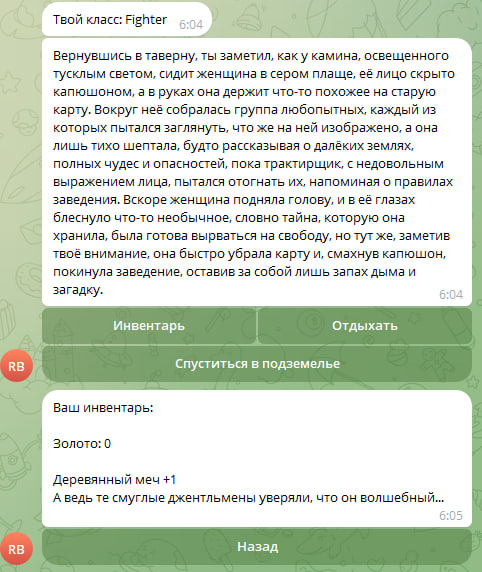 Твой класс: Fighter
6:04
Вернувшись в таверну, ты заметил, как у камина, освещенного
тусклым светом, сидит женщина в сером плаще, её лицо скрыто
капюшоном, а в руках она держит что-то похожее на старую
карту. Вокруг неё собралась группа любопытных, каждый из
которых пытался заглянуть, что же на ней изображено, а она
лишь тихо шептала, будто рассказывая о далёких землях,
полных чудес и опасностей, пока трактирщик, с недовольным
выражением лица, пытался отогнать их, напоминая о правилах
заведения. Вскоре женщина подняла голову, и в её глазах
блеснуло что-то необычное, словно тайна, которую она
хранила, была готова вырваться на свободу, но тут же, заметив
твоё внимание, она быстро убрала карту и, смахнув капюшон,
покинула заведение, оставив за собой лишь запах дыма и
загадку.
6:04
Инвентарь
Отдыхать
RB
Спуститься в подземелье
Ваш инвентарь:
Золото: 0
Деревянный меч +1
А ведь те смуглые джентльмены уверяли, что он волшебный...
6:05
RB
Назад